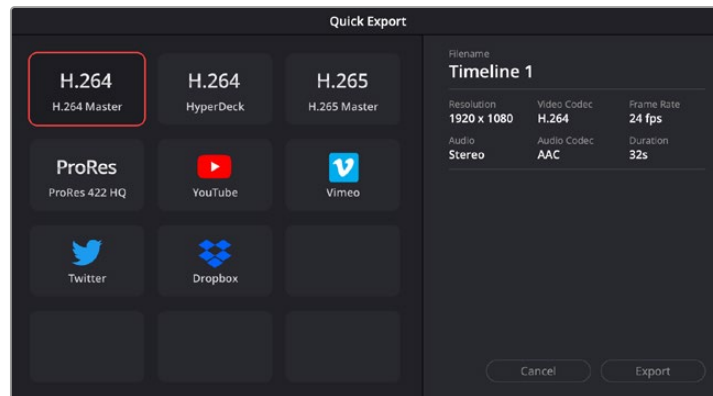 Quick Export
H.264
H.264 Master
H.264
HyperDeck
H.265
H.265 Master
ProRes
ProRes 422 HQ
YouTube
Vimeo
Twitter
Dropbox
Filename
Timeline 1
Resolution Video Codec Frame Rate
1920 x 1080 H.264 24 fps
Audio Audio Codec Duration
Stereo AAC 32s
Cancel Export